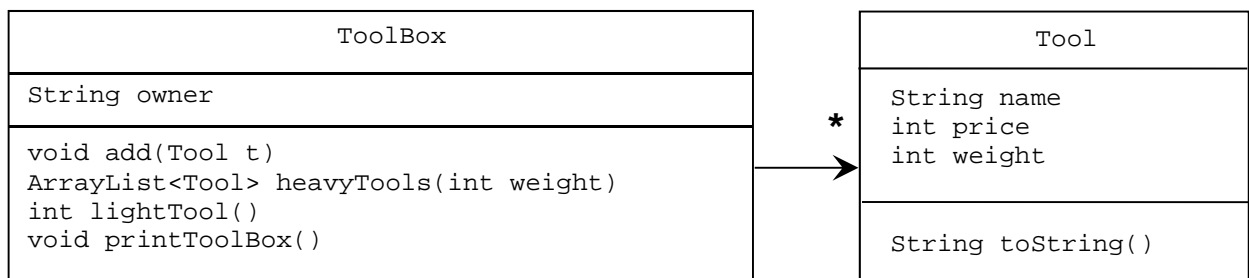 ToolBox
String owner
void add(Tool t)
ArrayList<Tool> heavyTools(int weight)
int lightTool()
void printToolBox()
*
Tool
String name
int price
int weight
String toString()